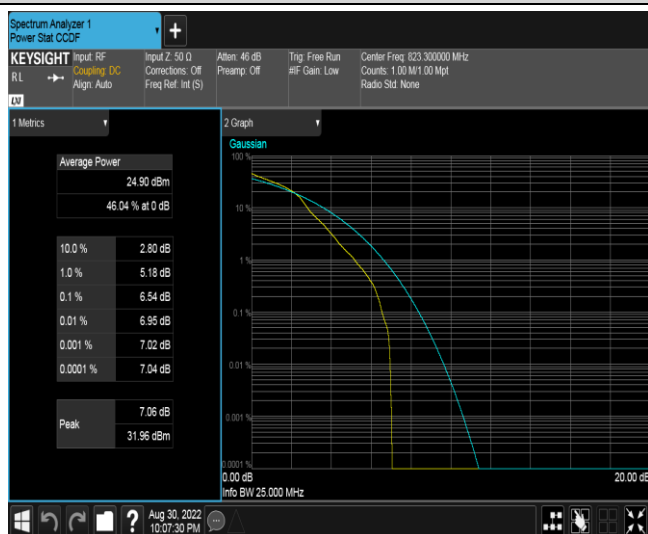 Spectrum Analyzer 1
Power Stat CCDF
+
KEYSIGHT
RL
LXI
Input: RF
Coupling: DC
Align: Auto
Input Z: 50 Ω
Corrections: Off
Freq Ref: Int (S)
Atten: 46 dB
Preamp: Off
Trig: Free Run
#IF Gain: Low
Center Freq: 823.300000 MHz
Counts: 1.00 M/1.00 Mpt
Radio Std: None
1 Metrics
Average Power
24.90 dBm
46.04 % at 0 dB
10.0 % 2.80 dB
1.0 % 5.18 dB
0.1 % 6.54 dB
0.01 % 6.95 dB
0.001 % 7.02 dB
0.0001 % 7.04 dB
Peak 7.06 dB
31.96 dBm
2 Graph
Gaussian
100 %
10 %
1 %
0.1 %
0.01 %
0.001 %
0.0001 %
0.00 dB 20.00 dB
Info BW 25.000 MHz
?
Aug 30, 2022
10:07:30 PM